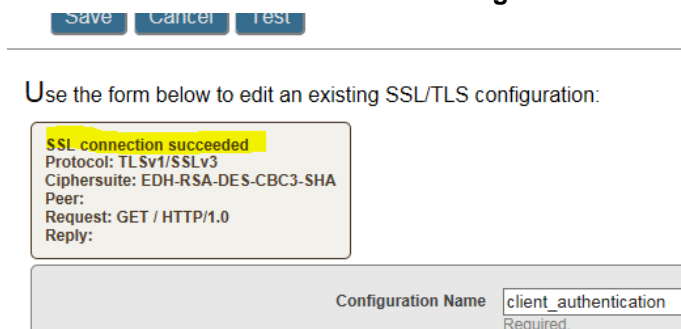 Save Cancel Test
Use the form below to edit an existing SSL/TLS configuration:
SSL connection succeeded
Protocol: TLSv1/SSLv3
Ciphersuite: EDH-RSA-DES-CBC3-SHA
Peer:
Request: GET / HTTP/1.0
Reply:
Configuration Name client_authentication
Required.